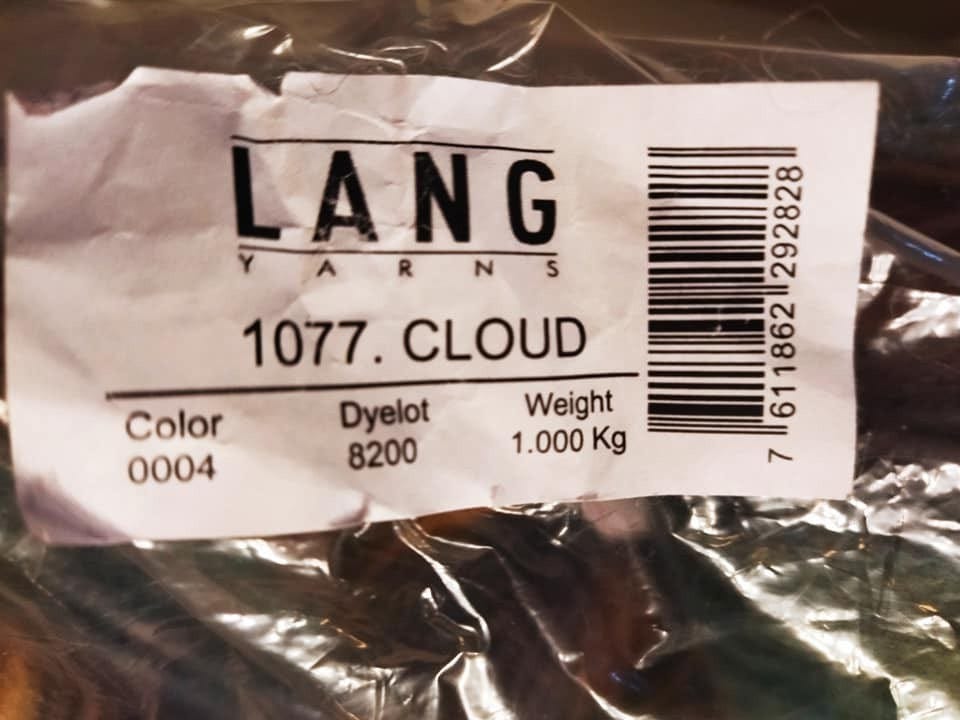 LANG
YARNS
1077. CLOUD
Color Dyelot Weight
0004 8200 1.000 Kg
7 611862 292828